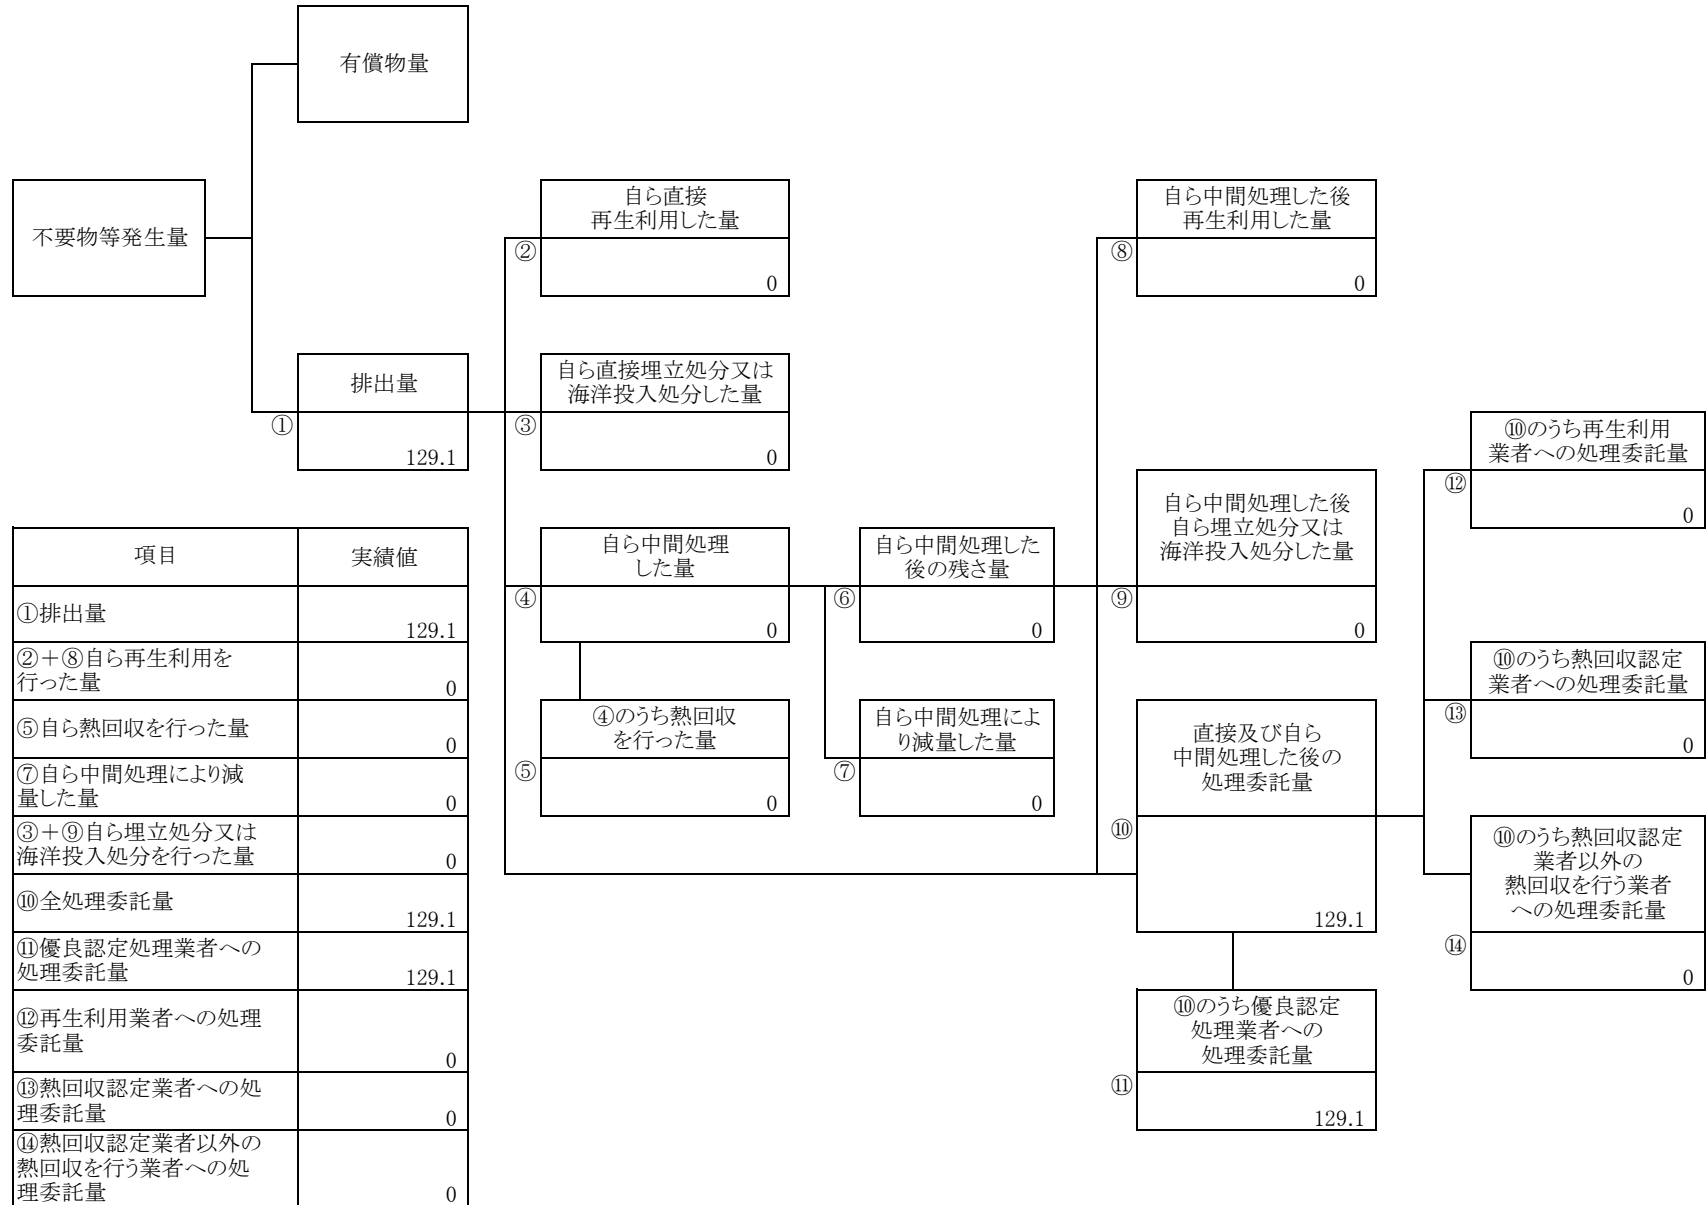 有償物量
不要物等発生量
自ら直接
再生利用した量
②
0
自ら中間処理した後
再生利用した量
⑧
0
排出量
①
129.1
自ら直接埋立処分又は
海洋投入処分した量
③
0
⑩のうち再生利用
業者への処理委託量
⑫
0
自ら中間処理
した量
④
0
自ら中間処理した
後の残さ量
⑥
0
自ら中間処理した後
自ら埋立処分又は
海洋投入処分した量
⑨
0
⑩のうち熱回収認定
業者への処理委託量
⑬
0
④のうち熱回収
を行った量
⑤
0
自ら中間処理によ
り減量した量
⑦
0
直接及び自ら
中間処理した後の
処理委託量
⑩
129.1
⑩のうち熱回収認定
業者以外の
熱回収を行う業者
への処理委託量
⑭
0
⑩のうち優良認定
処理業者への
処理委託量
⑪
129.1
項目 実績値
①排出量
129.1
②＋⑧自ら再生利用を
行った量
0
⑤自ら熱回収を行った量
0
⑦自ら中間処理により減
量した量
0
③＋⑨自ら埋立処分又は
海洋投入処分を行った量
0
⑩全処理委託量
129.1
⑪優良認定処理業者への
処理委託量
129.1
⑫再生利用業者への処理
委託量
0
⑬熱回収認定業者への処
理委託量
0
⑭熱回収認定業者以外の
熱回収を行う業者への処
理委託量
0